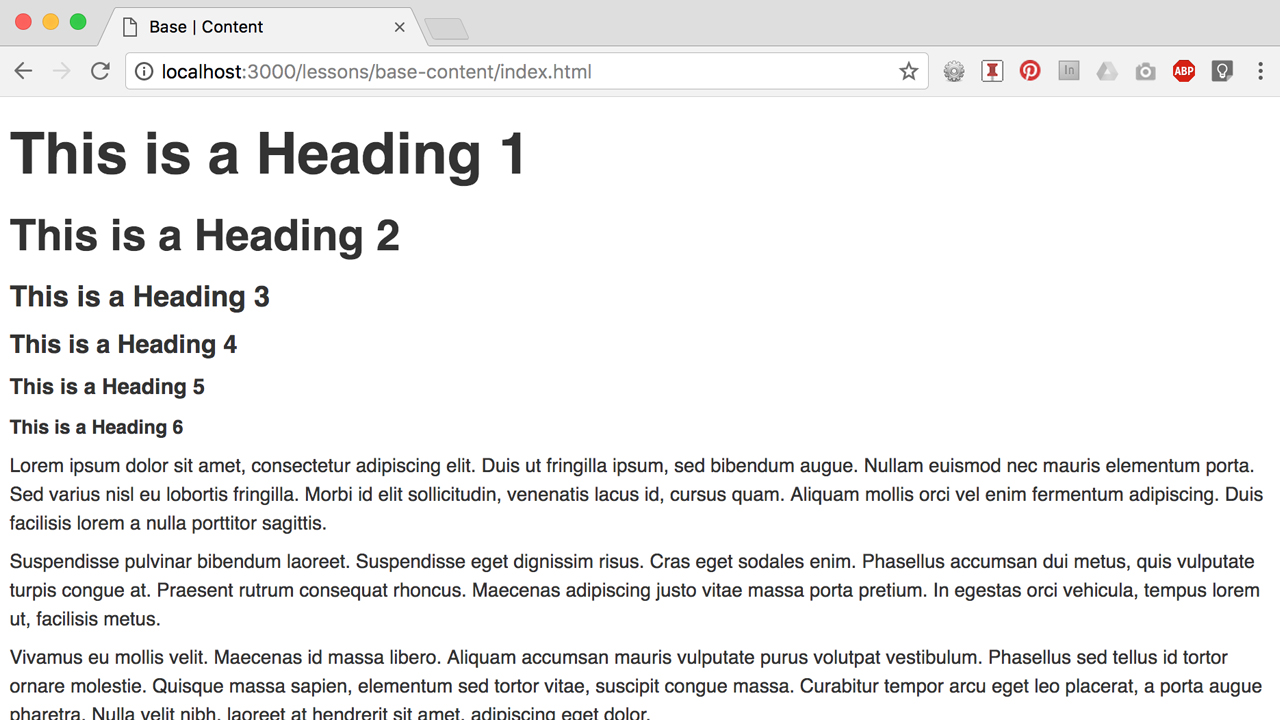 Base | Content
localhost:3000/lessons/base-content/index.html
In
ABP
This is a Heading 1
This is a Heading 2
This is a Heading 3
This is a Heading 4
This is a Heading 5
This is a Heading 6
Lorem ipsum dolor sit amet, consectetur adipiscing elit. Duis ut fringilla ipsum, sed bibendum augue. Nullam euismod nec mauris elementum porta.
Sed varius nisl eu lobortis fringilla. Morbi id elit sollicitudin, venenatis lacus id, cursus quam. Aliquam mollis orci vel enim fermentum adipiscing. Duis
facilisis lorem a nulla porttitor sagittis.
Suspendisse pulvinar bibendum laoreet. Suspendisse eget dignissim risus. Cras eget sodales enim. Phasellus accumsan dui metus, quis vulputate
turpis congue at. Praesent rutrum consequat rhoncus. Maecenas adipiscing justo vitae massa porta pretium. In egestas orci vehicula, tempus lorem
ut, facilisis metus.
Vivamus eu mollis velit. Maecenas id massa libero. Aliquam accumsan mauris vulputate purus volutpat vestibulum. Phasellus sed tellus id tortor
ornare molestie. Quisque massa sapien, elementum sed tortor vitae, suscipit congue massa. Curabitur tempor arcu eget leo placerat, a porta augue
pharetra. Nulla velit nibh, laoreet at hendrerit sit amet, adipiscing eget dolor.